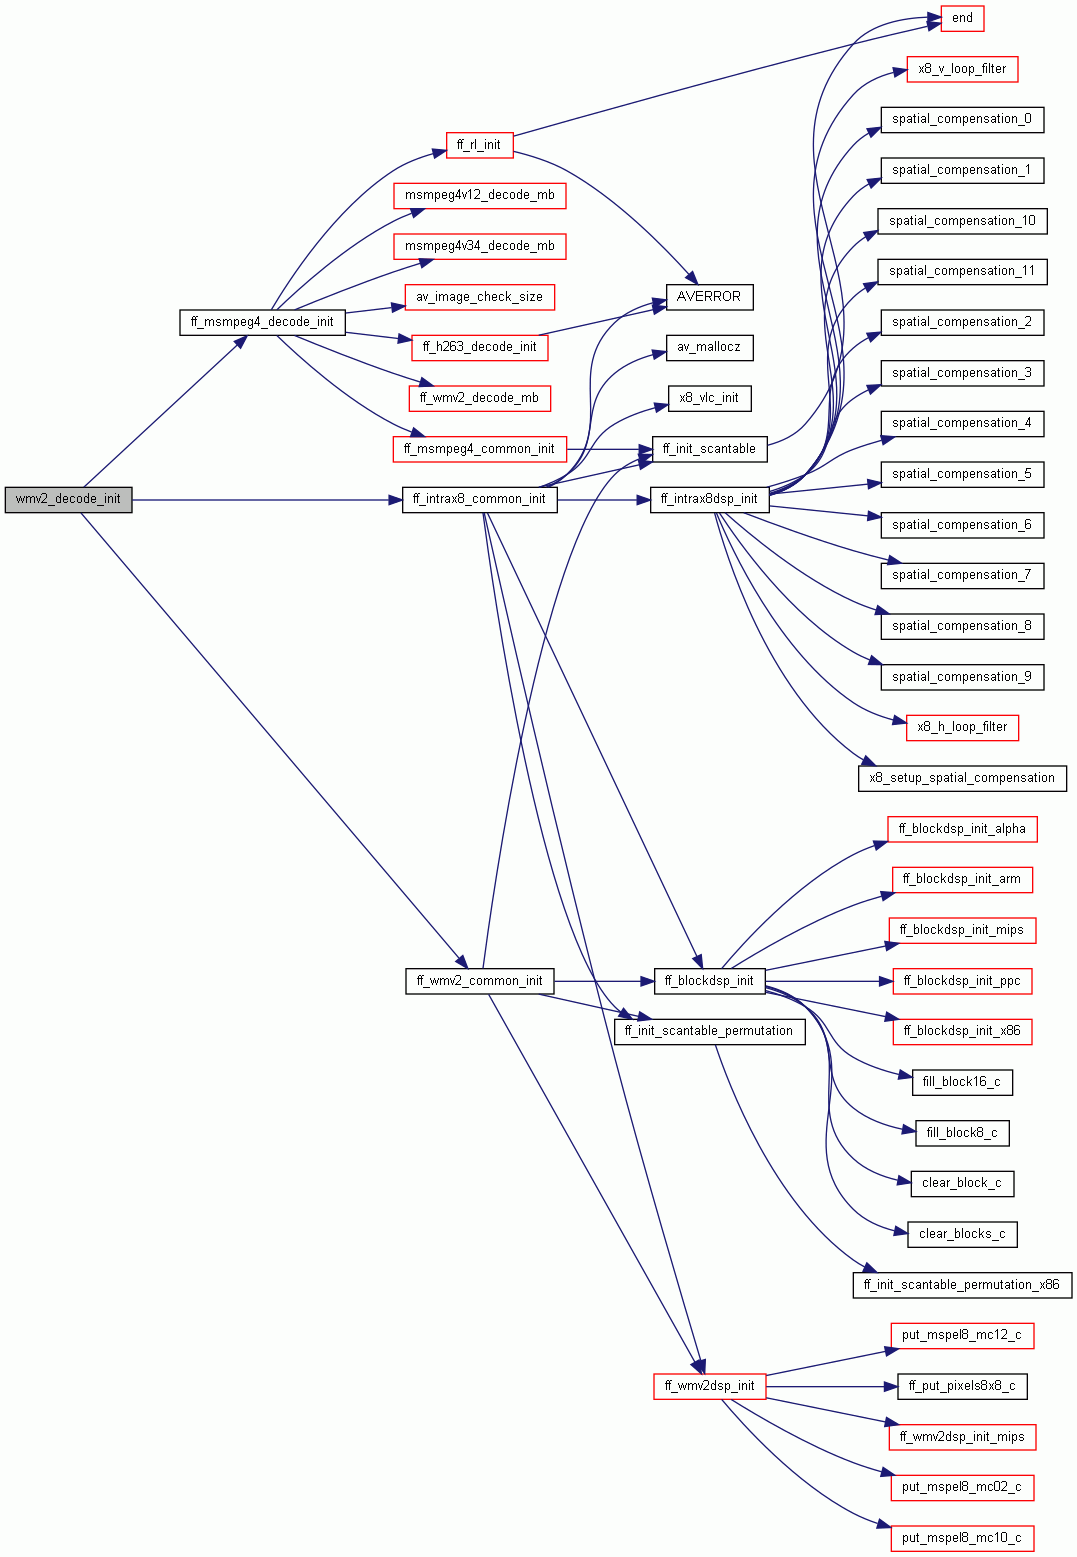 end
x8_v_loop_filter
spatial_compensation_0
ff_rl_init
spatial_compensation_1
msmpeg4v12_decode_mb
spatial_compensation_10
msmpeg4v34_decode_mb
spatial_compensation_11
av_image_check_size
AVERROR
ff_msmpeg4_decode_init
spatial_compensation_2
ff_h263_decode_init
av_mallocz
spatial_compensation_3
ff_wmv2_decode_mb
x8_vlc_init
spatial_compensation_4
ff_msmpeg4_common_init
ff_init_scantable
spatial_compensation_5
wmv2_decode_init
ff_intrax8_common_init
ff_intrax8dsp_init
spatial_compensation_6
spatial_compensation_7
spatial_compensation_8
spatial_compensation_9
x8_h_loop_filter
x8_setup_spatial_compensation
ff_blockdsp_init_alpha
ff_blockdsp_init_arm
ff_blockdsp_init_mips
ff_wmv2_common_init
ff_blockdsp_init
ff_blockdsp_init_ppc
ff_init_scantable_permutation
ff_blockdsp_init_x86
fill_block16_c
fill_block8_c
clear_block_c
clear_blocks_c
ff_init_scantable_permutation_x86
put_mspel8_mc12_c
ff_wmv2dsp_init
ff_put_pixels8x8_c
ff_wmv2dsp_init_mips
put_mspel8_mc02_c
put_mspel8_mc10_c